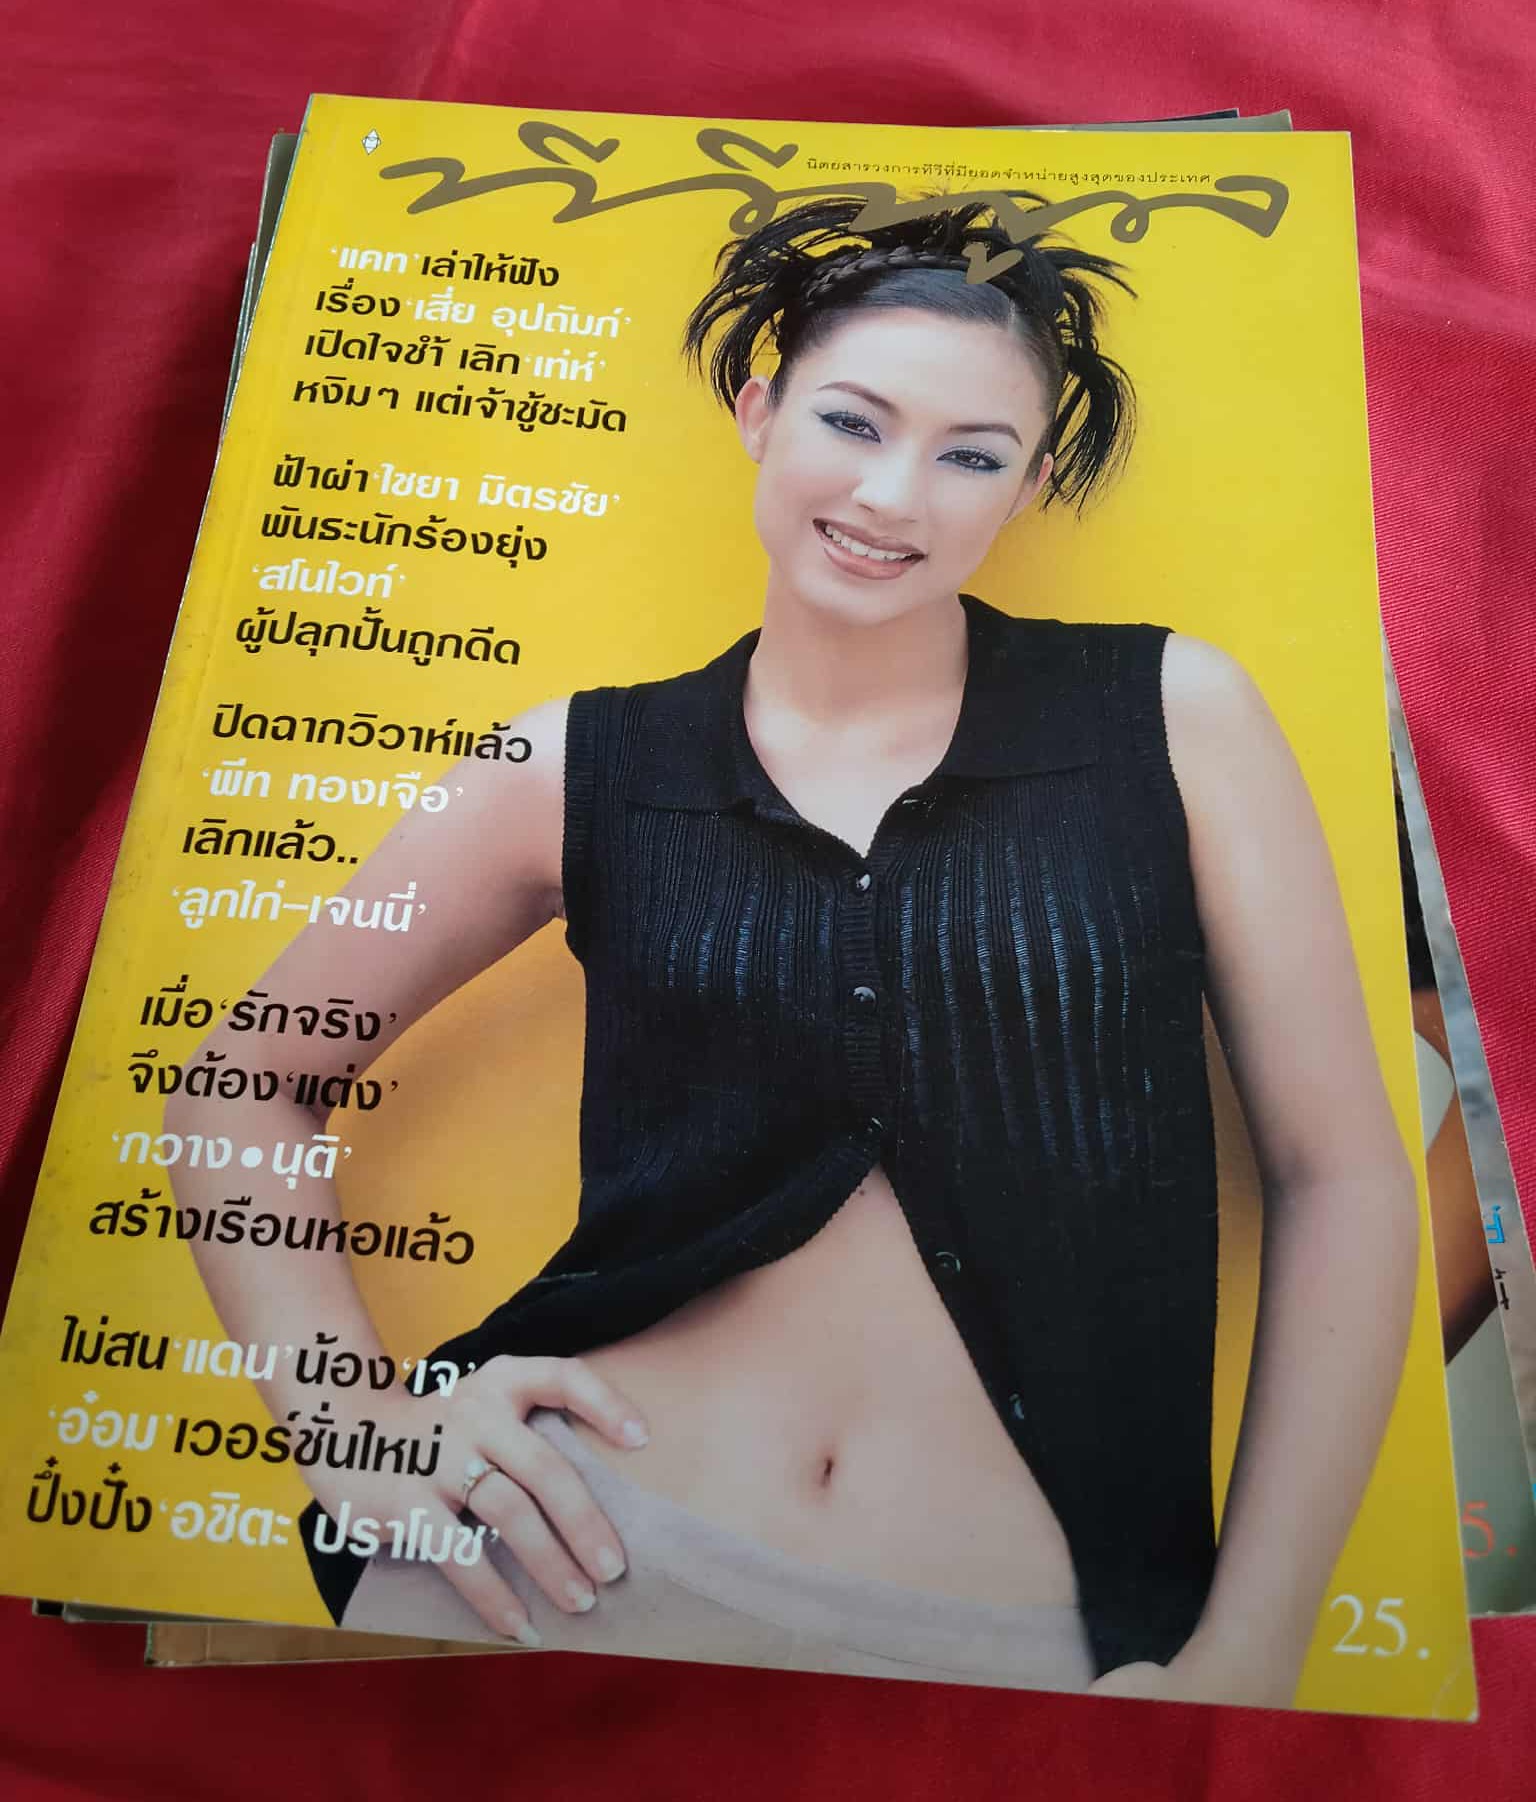 ทีวีพูล
นิตยสารวงการทีวีที่มียอดจำหน่ายสูงสุดของประเทศ
'แคท'เล่าให้ฟัง
เรื่อง'เสี่ย อุปถัมภ์'
เปิดใจช้ำ เลิก'เท่ห์'
หงิมๆ แต่เจ้าชู้ชะมัด
ฟ้าผ่า'ไชยา มิตรชัย'
พันธะนักร้องยุ่ง
'สโนไวท์'
ผู้ปลุกปั้นถูกดีด
ปิดฉากวิวาห์แล้ว
'พีท ทองเจือ'
เลิกแล้ว..
'ลูกไก่–เจนนี่'
เมื่อ'รักจริง'
จึงต้อง'แต่ง'
'กวาง•นุติ'
สร้างเรือนหอแล้ว
ไม่สน'แดน'น้อง'เจ'
'อ๋อม'เวอร์ชั่นใหม่
ปึ๋งปั๋ง'อชิตะ ปราโมช'
25.
5.